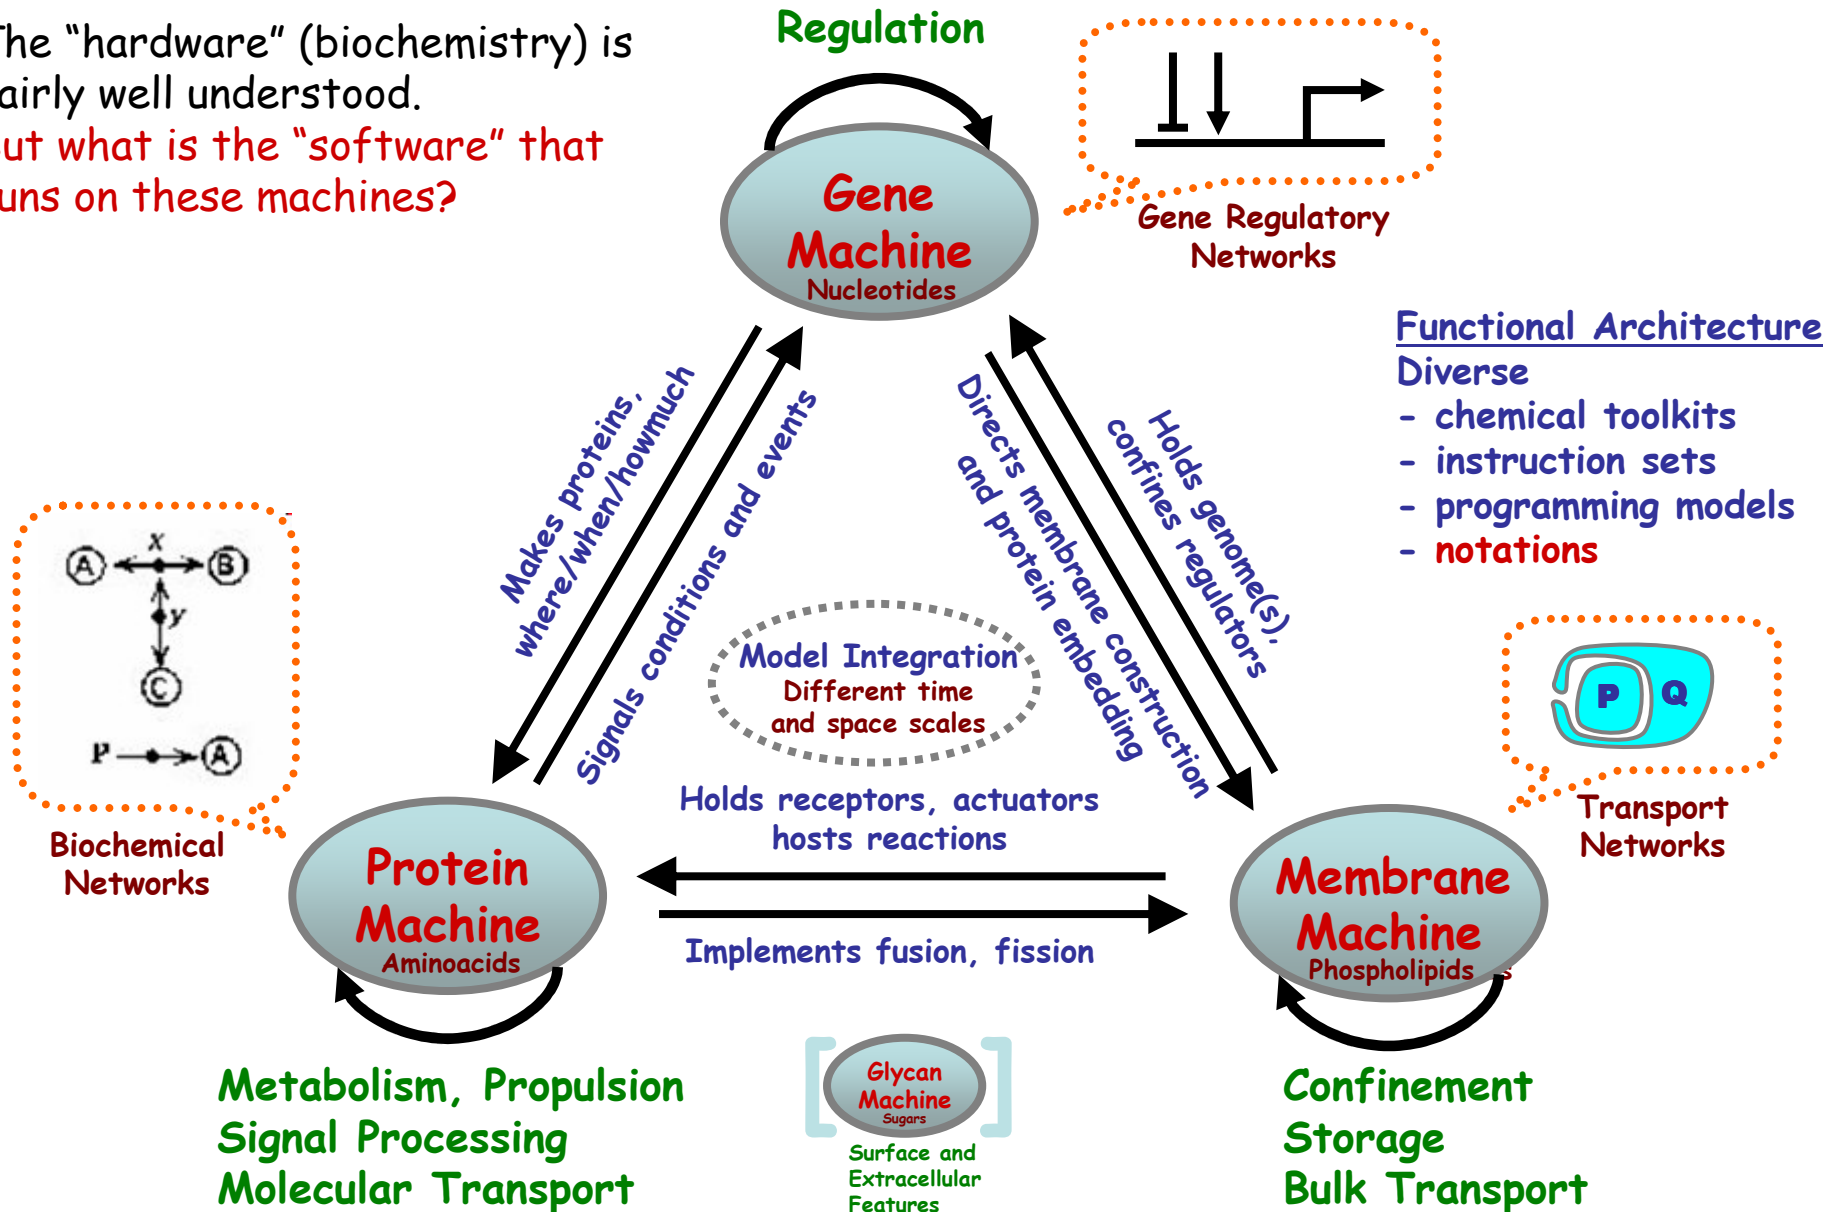 The “hardware” (biochemistry) is
fairly well understood.
But what is the “software” that
runs on these machines?
Regulation
Gene
Machine
Nucleotides
Gene Regulatory
Networks
Functional Architecture
Diverse
- chemical toolkits
- instruction sets
- programming models
- notations
Makes proteins,
where/when/howmuch
Signals conditions and events
Directs membrane construction
and protein embedding
Holds genome(s),
confines regulators
Model Integration
Different time
and space scales
A
x
B
y
C
P
A
Biochemical
Networks
P Q
Transport
Networks
Holds receptors, actuators
hosts reactions
Implements fusion, fission
Protein
Machine
Aminoacids
Membrane
Machine
Phospholipids s
Metabolism, Propulsion
Signal Processing
Molecular Transport
Glycan
Machine
Sugars
Surface and
Extracellular
Features
Confinement
Storage
Bulk Transport